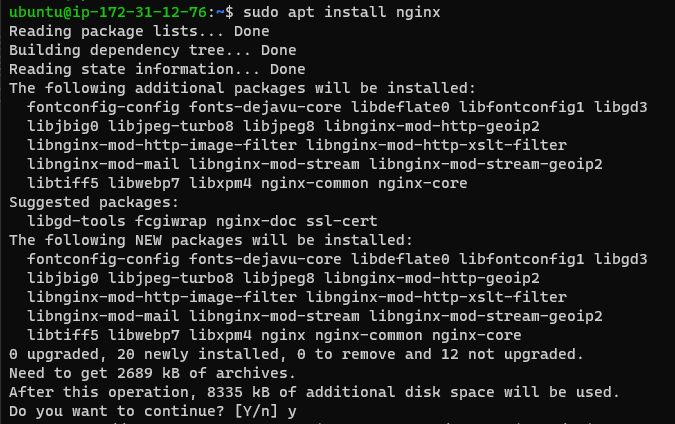 ubuntu@ip-172-31-12-76:~$ sudo apt install nginx
Reading package lists... Done
Building dependency tree... Done
Reading state information... Done
The following additional packages will be installed:
  fontconfig-config fonts-dejavu-core libdeflate0 libfontconfig1 libgd3
  libjbig0 libjpeg-turbo8 libjpeg8 libnginx-mod-http-geoip2
  libnginx-mod-http-image-filter libnginx-mod-http-xslt-filter
  libnginx-mod-mail libnginx-mod-stream libnginx-mod-stream-geoip2
  libtiff5 libwebp7 libxpm4 nginx-common nginx-core
Suggested packages:
  libgd-tools fcgiwrap nginx-doc ssl-cert
The following NEW packages will be installed:
  fontconfig-config fonts-dejavu-core libdeflate0 libfontconfig1 libgd3
  libjbig0 libjpeg-turbo8 libjpeg8 libnginx-mod-http-geoip2
  libnginx-mod-http-image-filter libnginx-mod-http-xslt-filter
  libnginx-mod-mail libnginx-mod-stream libnginx-mod-stream-geoip2
  libtiff5 libwebp7 libxpm4 nginx nginx-common nginx-core
0 upgraded, 20 newly installed, 0 to remove and 12 not upgraded.
Need to get 2689 kB of archives.
After this operation, 8335 kB of additional disk space will be used.
Do you want to continue? [Y/n] y